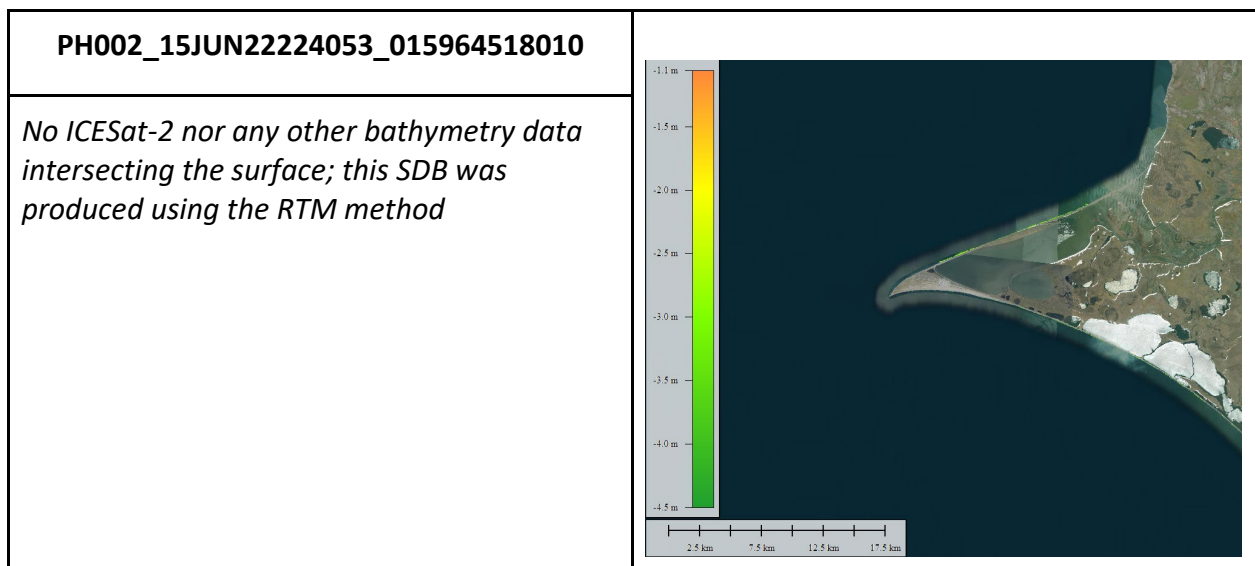 PH002_15JUN22224053_015964518010
No ICESat-2 nor any other bathymetry data
intersecting the surface; this SDB was
produced using the RTM method
-1.1 m
-1.5 m
-2.0 m
-2.5 m
-3.0 m
-3.5 m
-4.0 m
-4.5 m
2.5 km 7.5 km 12.5 km 17.5 km